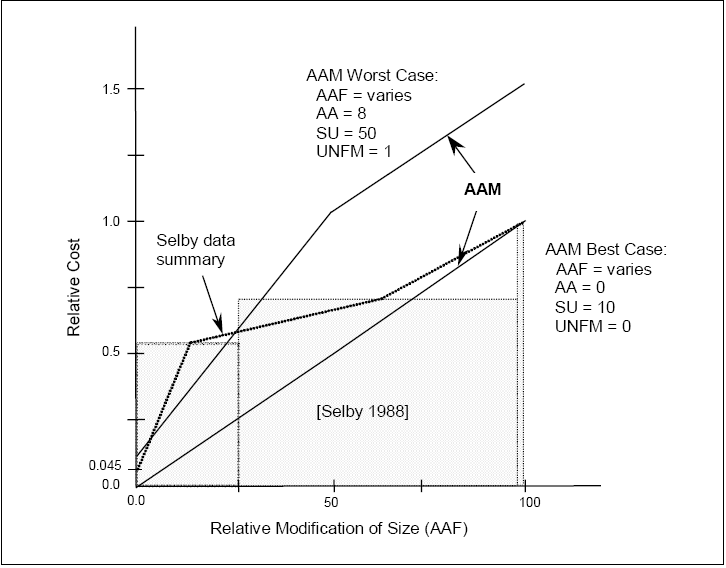 1.5
1.0
0.5
0.045
0.0
Relative Cost
AAM Worst Case:
AAF = varies
AA = 8
SU = 50
UNFM = 1
AAM
Selby data
summary
AAM Best Case:
AAF = varies
AA = 0
SU = 10
UNFM = 0
[Selby 1988]
0.0
50
100
Relative Modification of Size (AAF)